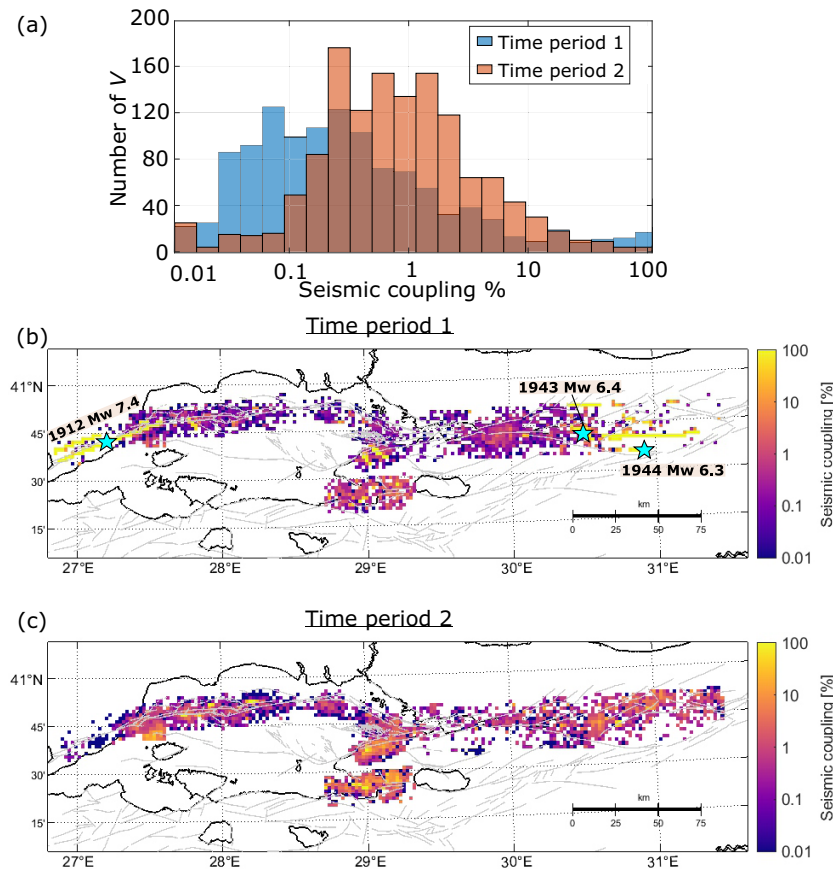 (a)
200
160
120
80
40
0
Number of V
Time period 1
Time period 2
0.01
0.1
1
10
100
Seismic coupling %
(b)
Time period 1
41°N
45'
30'
15'
1912 Mw 7.4
1943 Mw 6.4
1944 Mw 6.3
km
0 25 50 75
27°E
28°E
29°E
30°E
31°E
100
10
1
0.1
0.01
Seismic coupling [%]
(c)
Time period 2
41°N
45'
30'
15'
km
0 25 50 75
27°E
28°E
29°E
30°E
31°E
100
10
1
0.1
0.01
Seismic coupling [%]